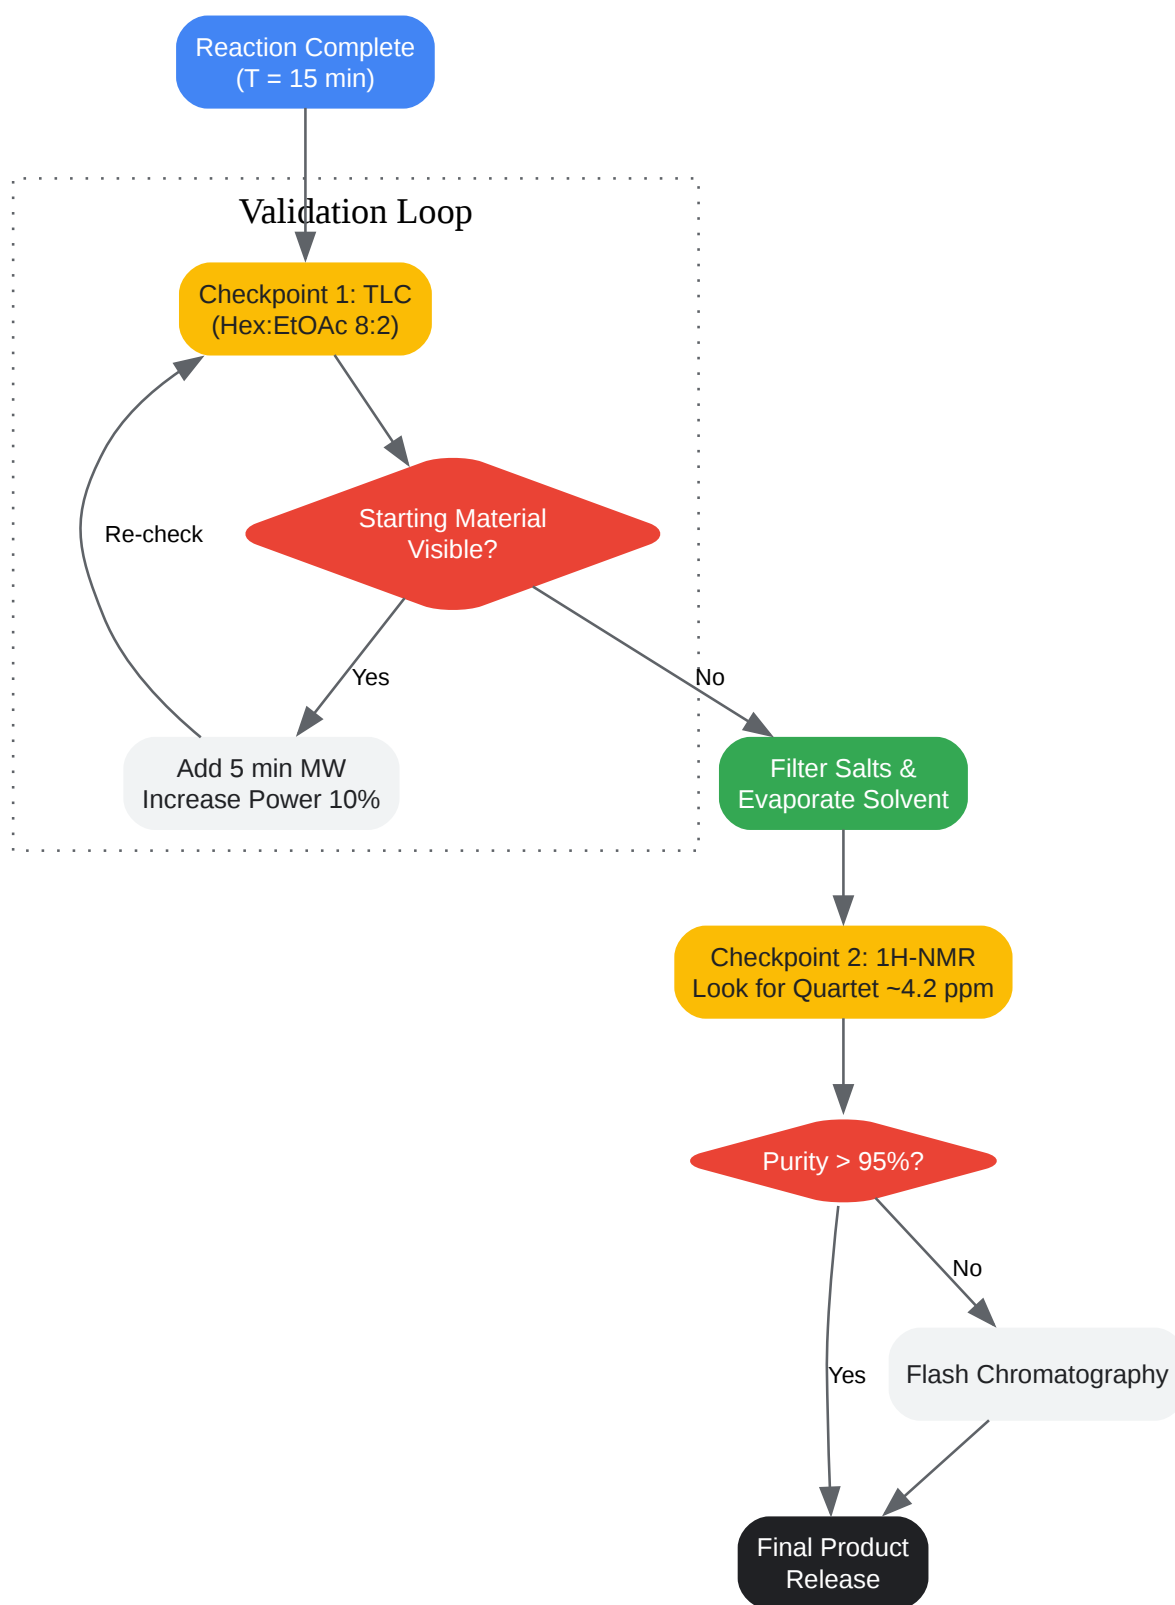 Reaction Complete
(T = 15 min)
Validation Loop
Checkpoint 1: TLC
(Hex:EtOAc 8:2)
Starting Material
Visible?
Re-check
Yes
No
Add 5 min MW
Increase Power 10%
Filter Salts &
Evaporate Solvent
Checkpoint 2: 1H-NMR
Look for Quartet ~4.2 ppm
Purity > 95%?
No
Yes
Flash Chromatography
Final Product
Release